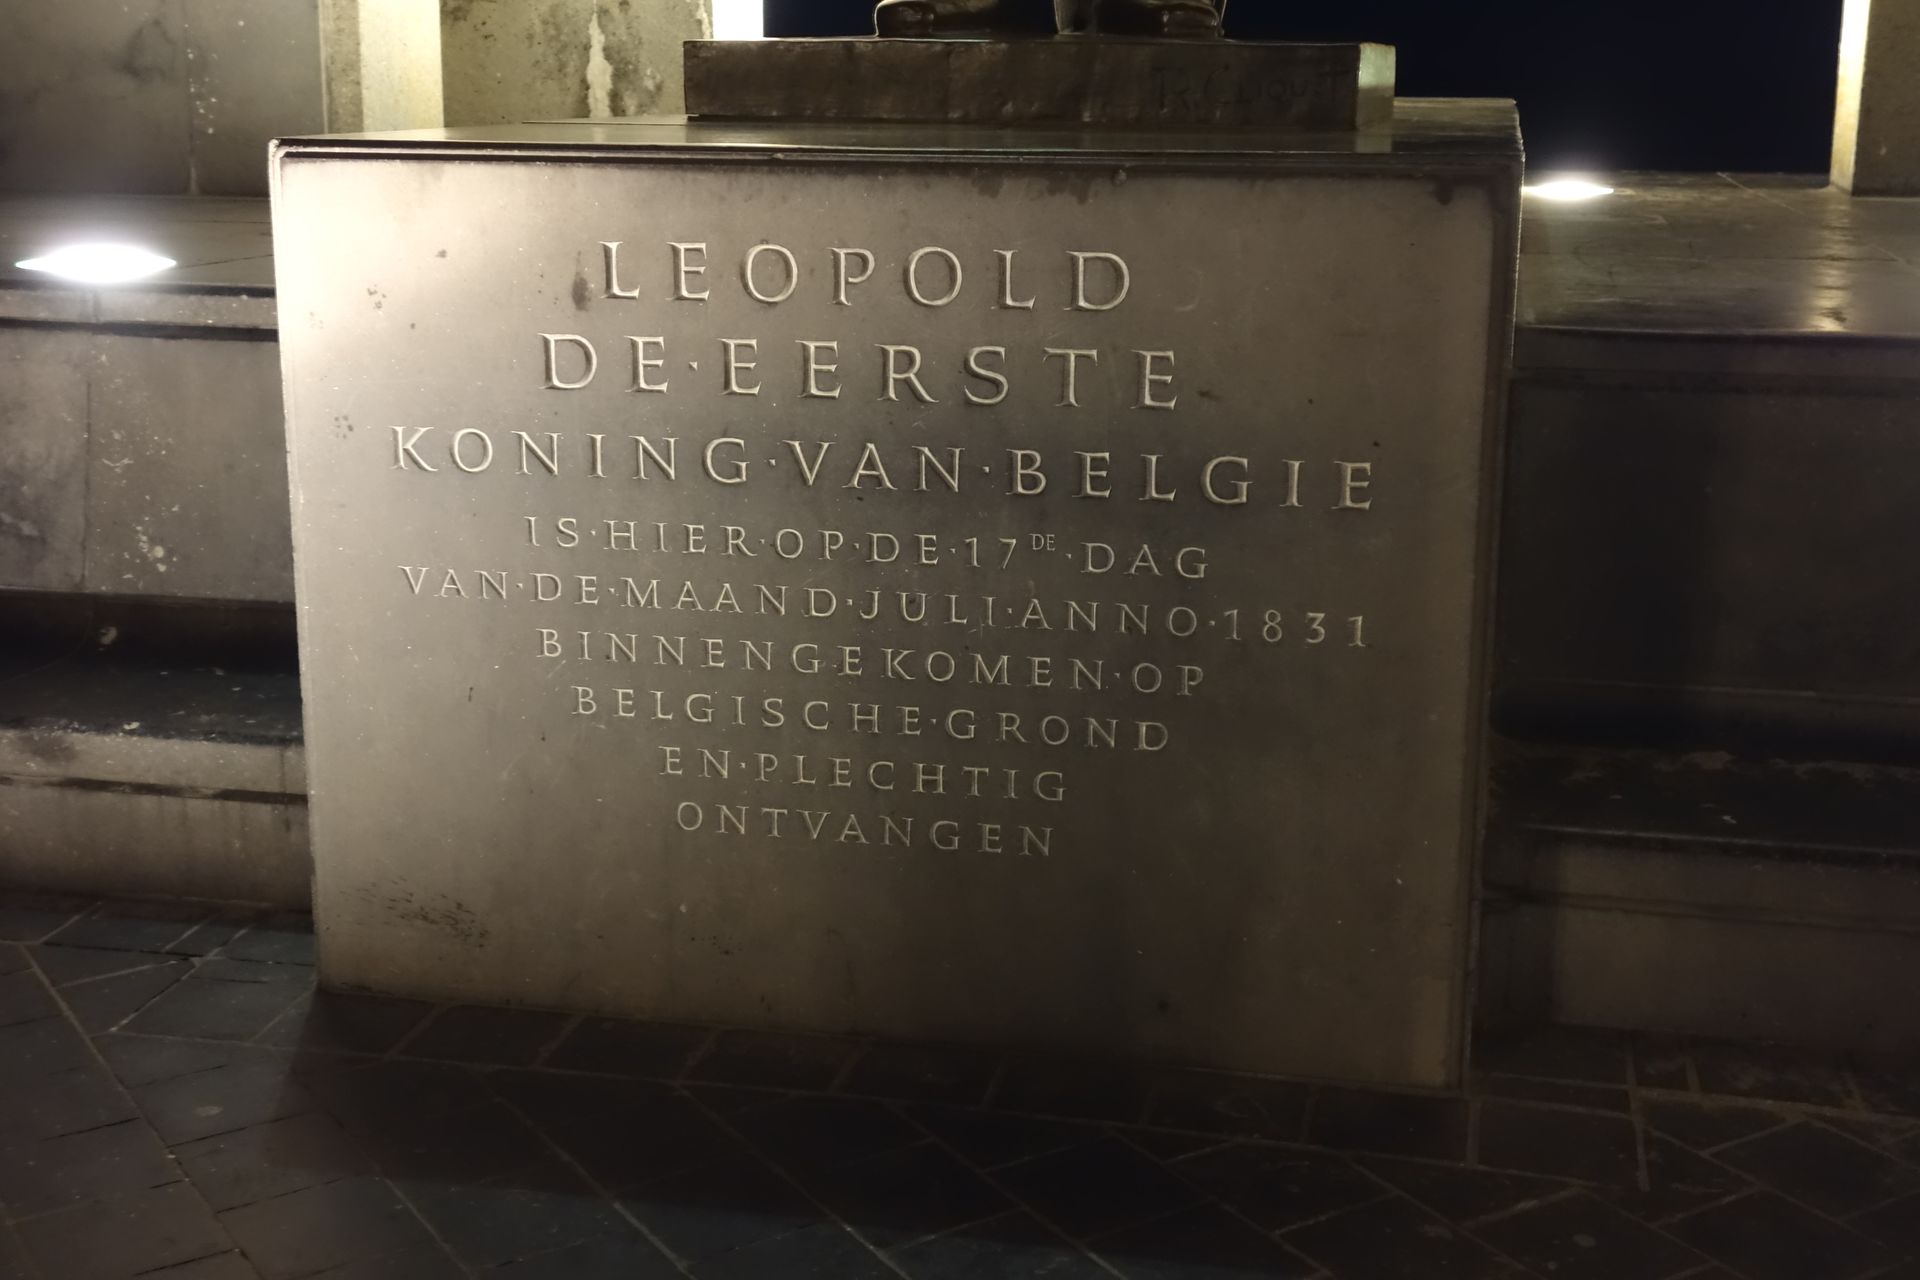 R. CLIQUET
LEOPOLD
DE·EERSTE
KONING·VAN·BELGIE
IS·HIER·OP·DE·17DE·DAG
VAN·DE·MAAND·JULI·ANNO·1831
BINNENGEKOMEN·OP
BELGISCHE·GROND
EN·PLECHTIG
ONTVANGEN